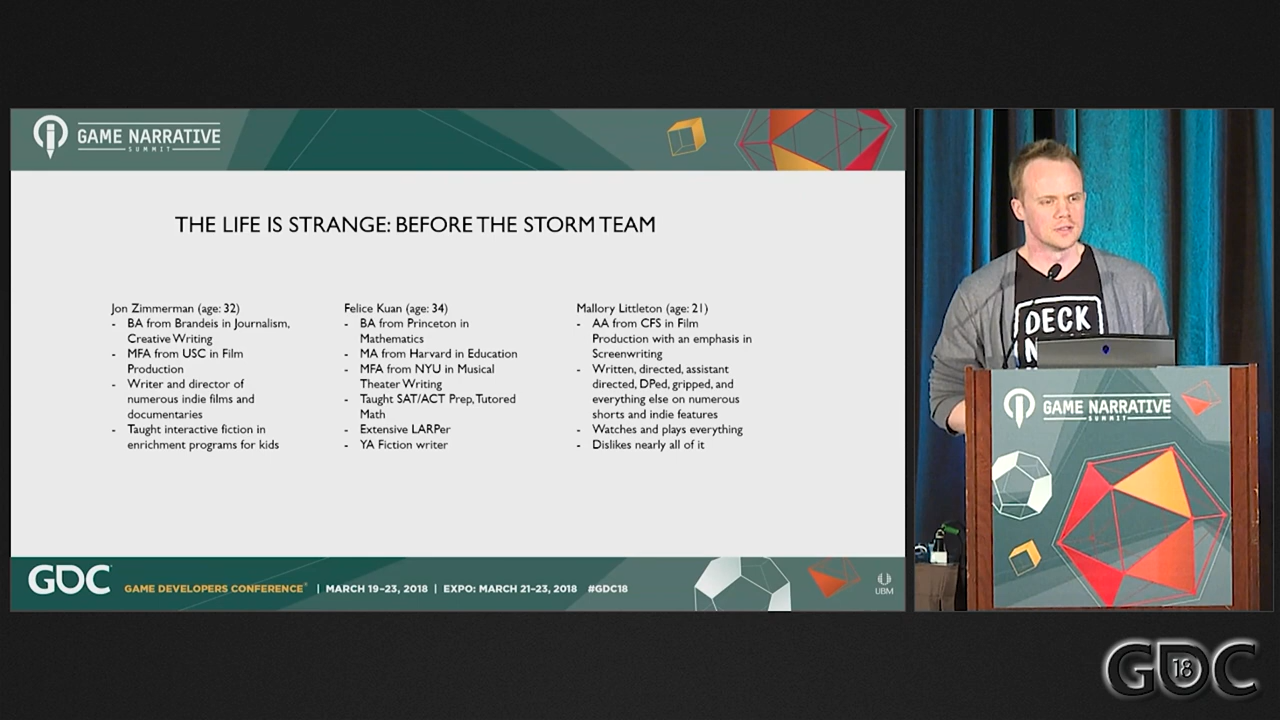 GAME NARRATIVE
SUMMIT
THE LIFE IS STRANGE: BEFORE THE STORM TEAM
Jon Zimmerman (age: 32)
- BA from Brandeis in Journalism,
Creative Writing
- MFA from USC in Film
Production
- Writer and director of
numerous indie films and
documentaries
- Taught interactive fiction in
enrichment programs for kids
Felice Kuan (age: 34)
- BA from Princeton in
Mathematics
- MA from Harvard in Education
- MFA from NYU in Musical
Theater Writing
- Taught SAT/ACT Prep, Tutored
Math
- Extensive LARPer
- YA Fiction writer
Mallory Littleton (age: 21)
- AA from CFS in Film
Production with an emphasis in
Screenwriting
- Written, directed, assistant
directed, DPed, gripped, and
everything else on numerous
shorts and indie features
- Watches and plays everything
- Dislikes nearly all of it
GDC GAME DEVELOPERS CONFERENCE® | MARCH 19–23, 2018 | EXPO: MARCH 21–23, 2018 #GDC18
UBM
DECK
GAME NARRATIVE
SUMMIT
GDC 18